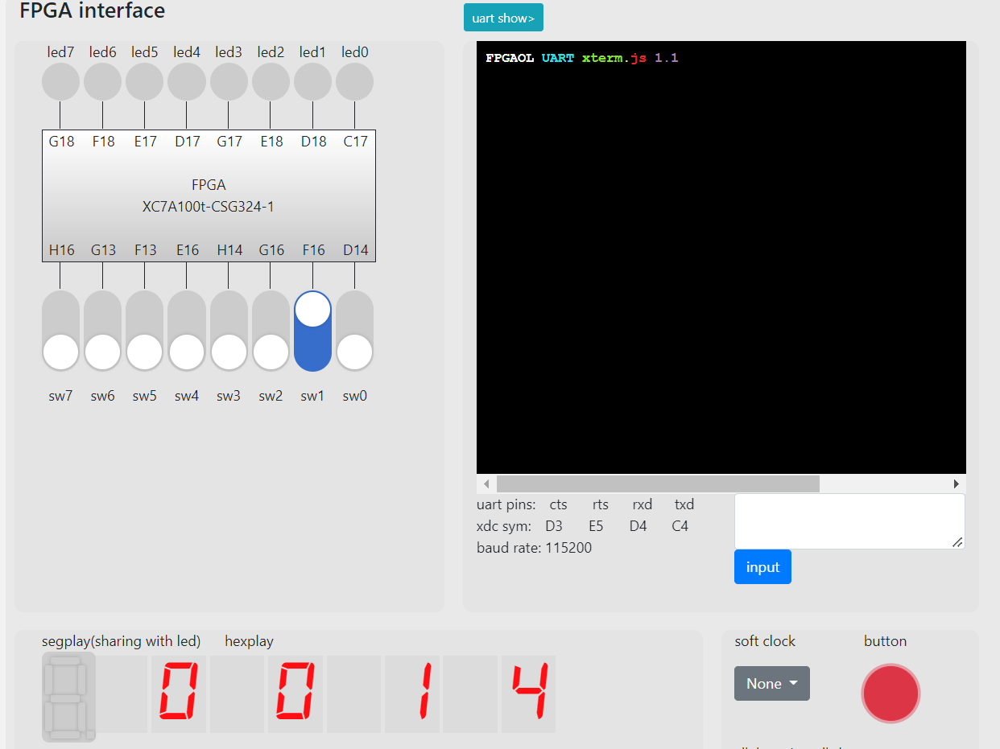 FPGA interface
uart show>
led7 led6 led5 led4 led3 led2 led1 led0
G18 F18 E17 D17 G17 E18 D18 C17
FPGA
XC7A100t-CSG324-1
H16 G13 F13 E16 H14 G16 F16 D14
sw7 sw6 sw5 sw4 sw3 sw2 sw1 sw0
FPGAOL UART xterm.js 1.1
uart pins: cts rts rxd txd
xdc sym: D3 E5 D4 C4
baud rate: 115200
input
segplay(sharing with led) hexplay
0 0 1 4
soft clock button
None